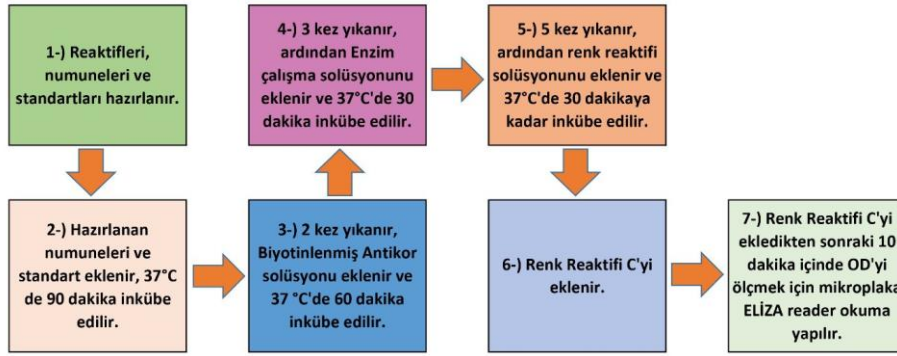 1-) Reaktifleri,
numuneleri ve
standartları hazırlanır.
2-) Hazırlanan
numuneleri ve
standart eklenir, 37°C
de 90 dakika inkübe
edilir.
3-) 2 kez yıkanır,
Biyotinlenmiş Antikor
solüsyonu eklenir ve
37 °C'de 60 dakika
inkübe edilir.
4-) 3 kez yıkanır,
ardından Enzim
çalışma solüsyonunu
eklenir ve 37°C'de 30
dakika inkübe edilir.
5-) 5 kez yıkanır,
ardından renk reaktifi
solüsyonunu eklenir ve
37°C'de 30 dakikaya
kadar inkübe edilir.
6-) Renk Reaktifi C'yi
eklenir.
7-) Renk Reaktifi C'yi
ekledikten sonraki 10
dakika içinde OD'yi
ölçmek için mikroplaka
ELİZA reader okuma
yapılır.